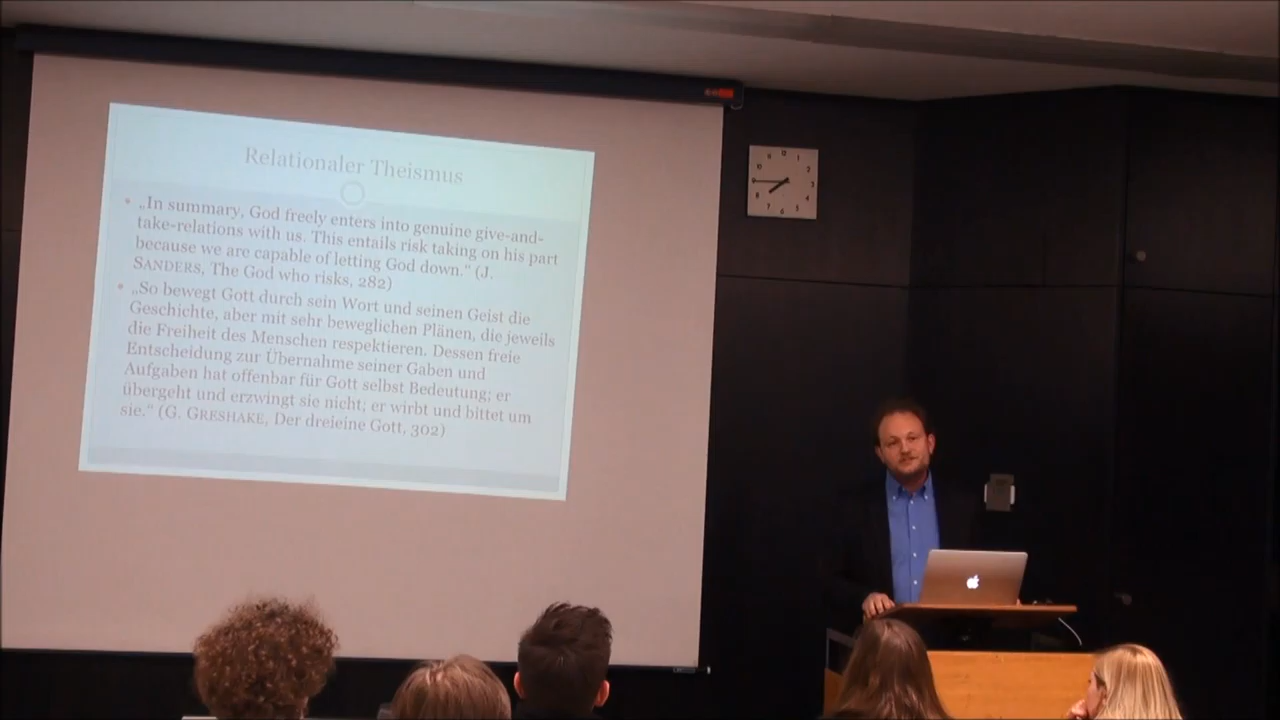 Relationaler Theismus
• „In summary, God freely enters into genuine give-and-
take-relations with us. This entails risk taking on his part
because we are capable of letting God down.“ (J.
SANDERS, The God who risks, 282)
• „So bewegt Gott durch sein Wort und seinen Geist die
Geschichte, aber mit sehr beweglichen Plänen, die jeweils
die Freiheit des Menschen respektieren. Dessen freie
Entscheidung zur Übernahme seiner Gaben und
Aufgaben hat offenbar für Gott selbst Bedeutung; er
übergeht und erzwingt sie nicht; er wirbt und bittet um
sie.“ (G. GRESHAKE, Der dreieine Gott, 302)